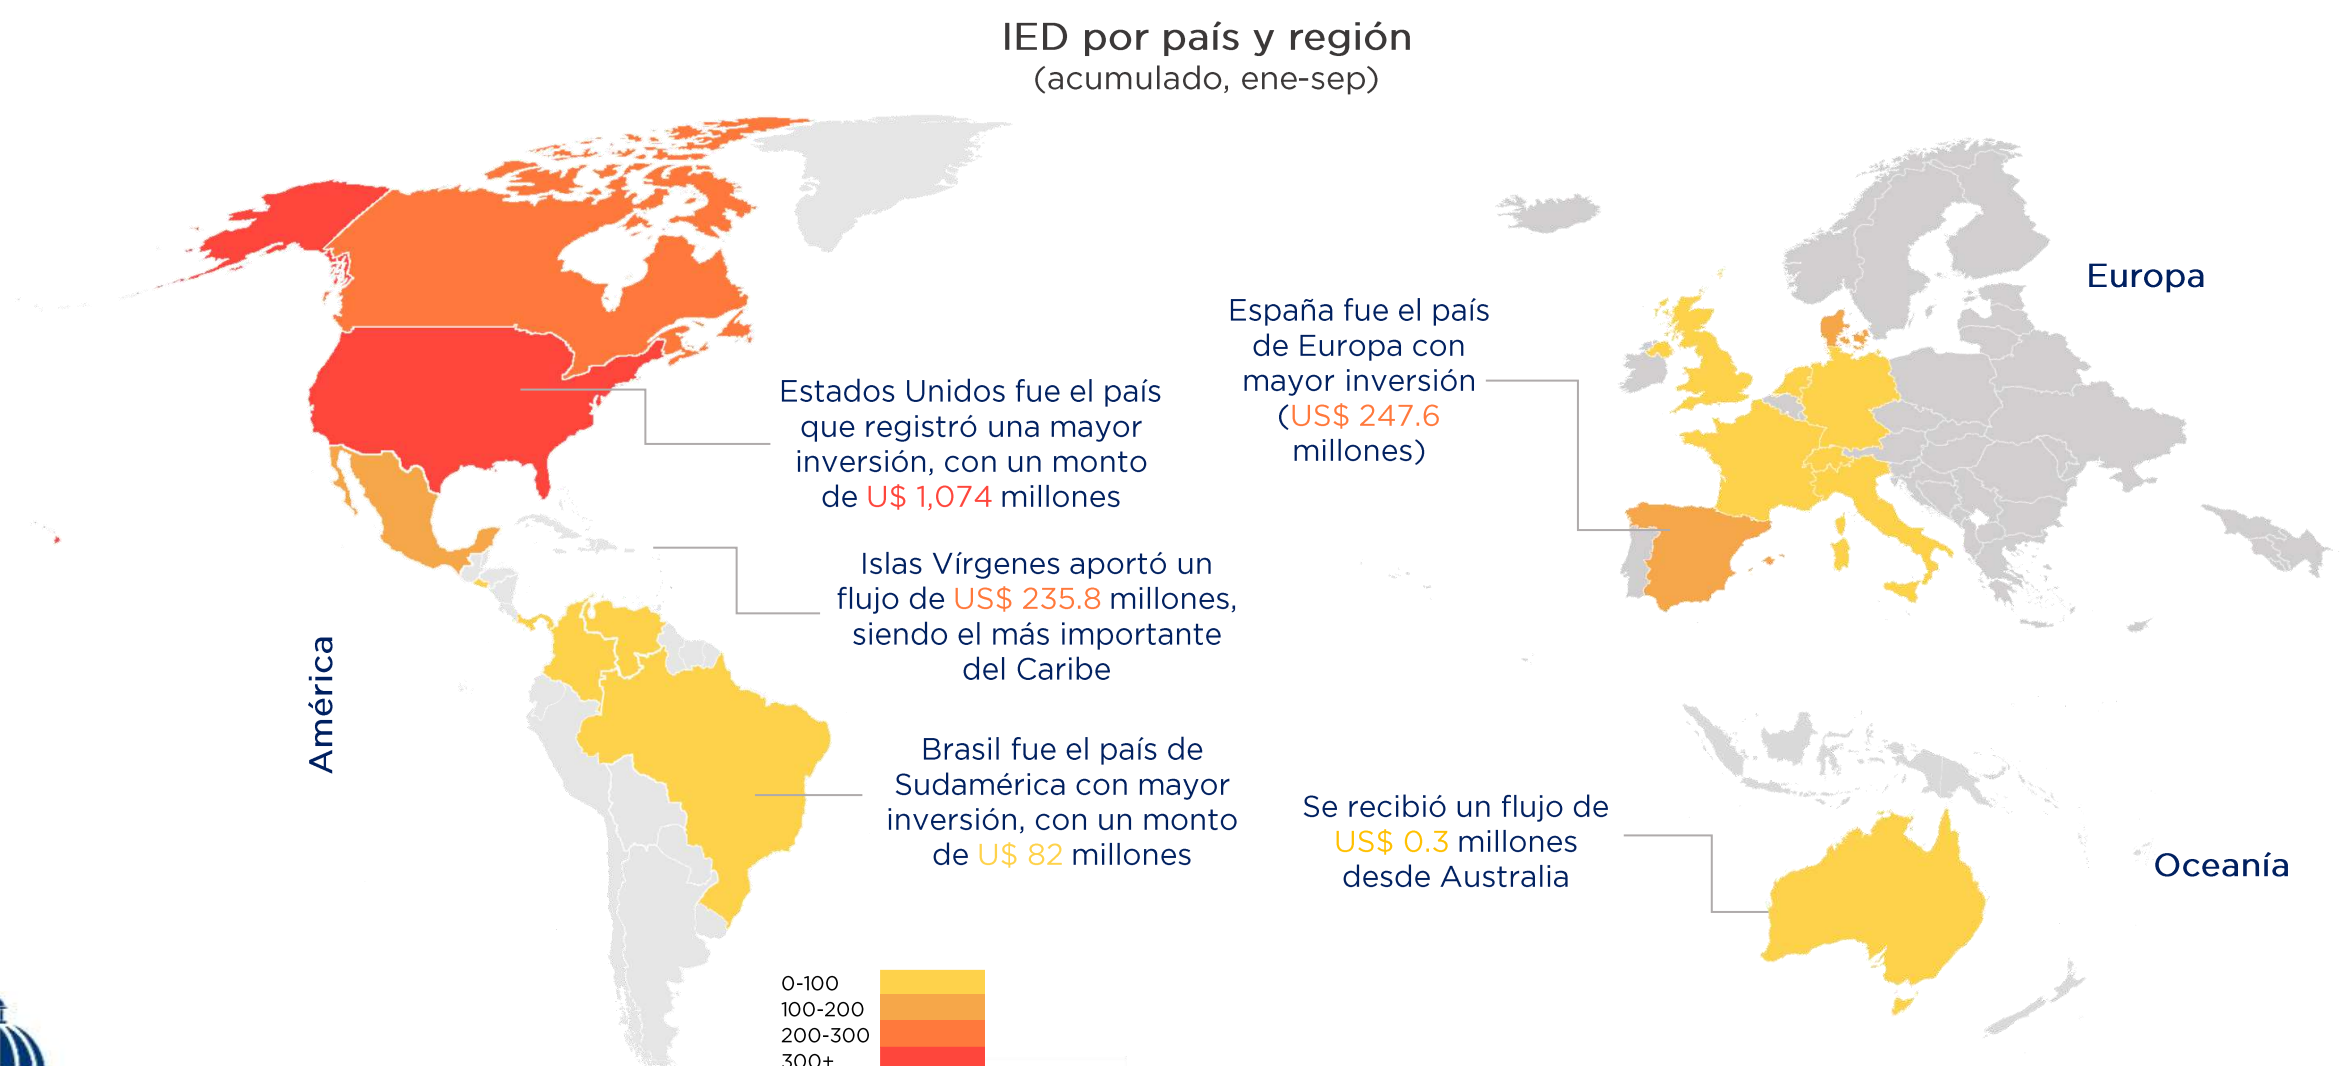 IED por país y región
(acumulado, ene-sep)
Estados Unidos fue el país
que registró una mayor
inversión, con un monto
de U$ 1,074 millones
Islas Vírgenes aportó un
flujo de US$ 235.8 millones,
siendo el más importante
del Caribe
Brasil fue el país de
Sudamérica con mayor
inversión, con un monto
de U$ 82 millones
América
0-100
100-200
200-300
300+
España fue el país
de Europa con
mayor inversión
(US$ 247.6
millones)
Europa
Se recibió un flujo de
US$ 0.3 millones
desde Australia
Oceanía